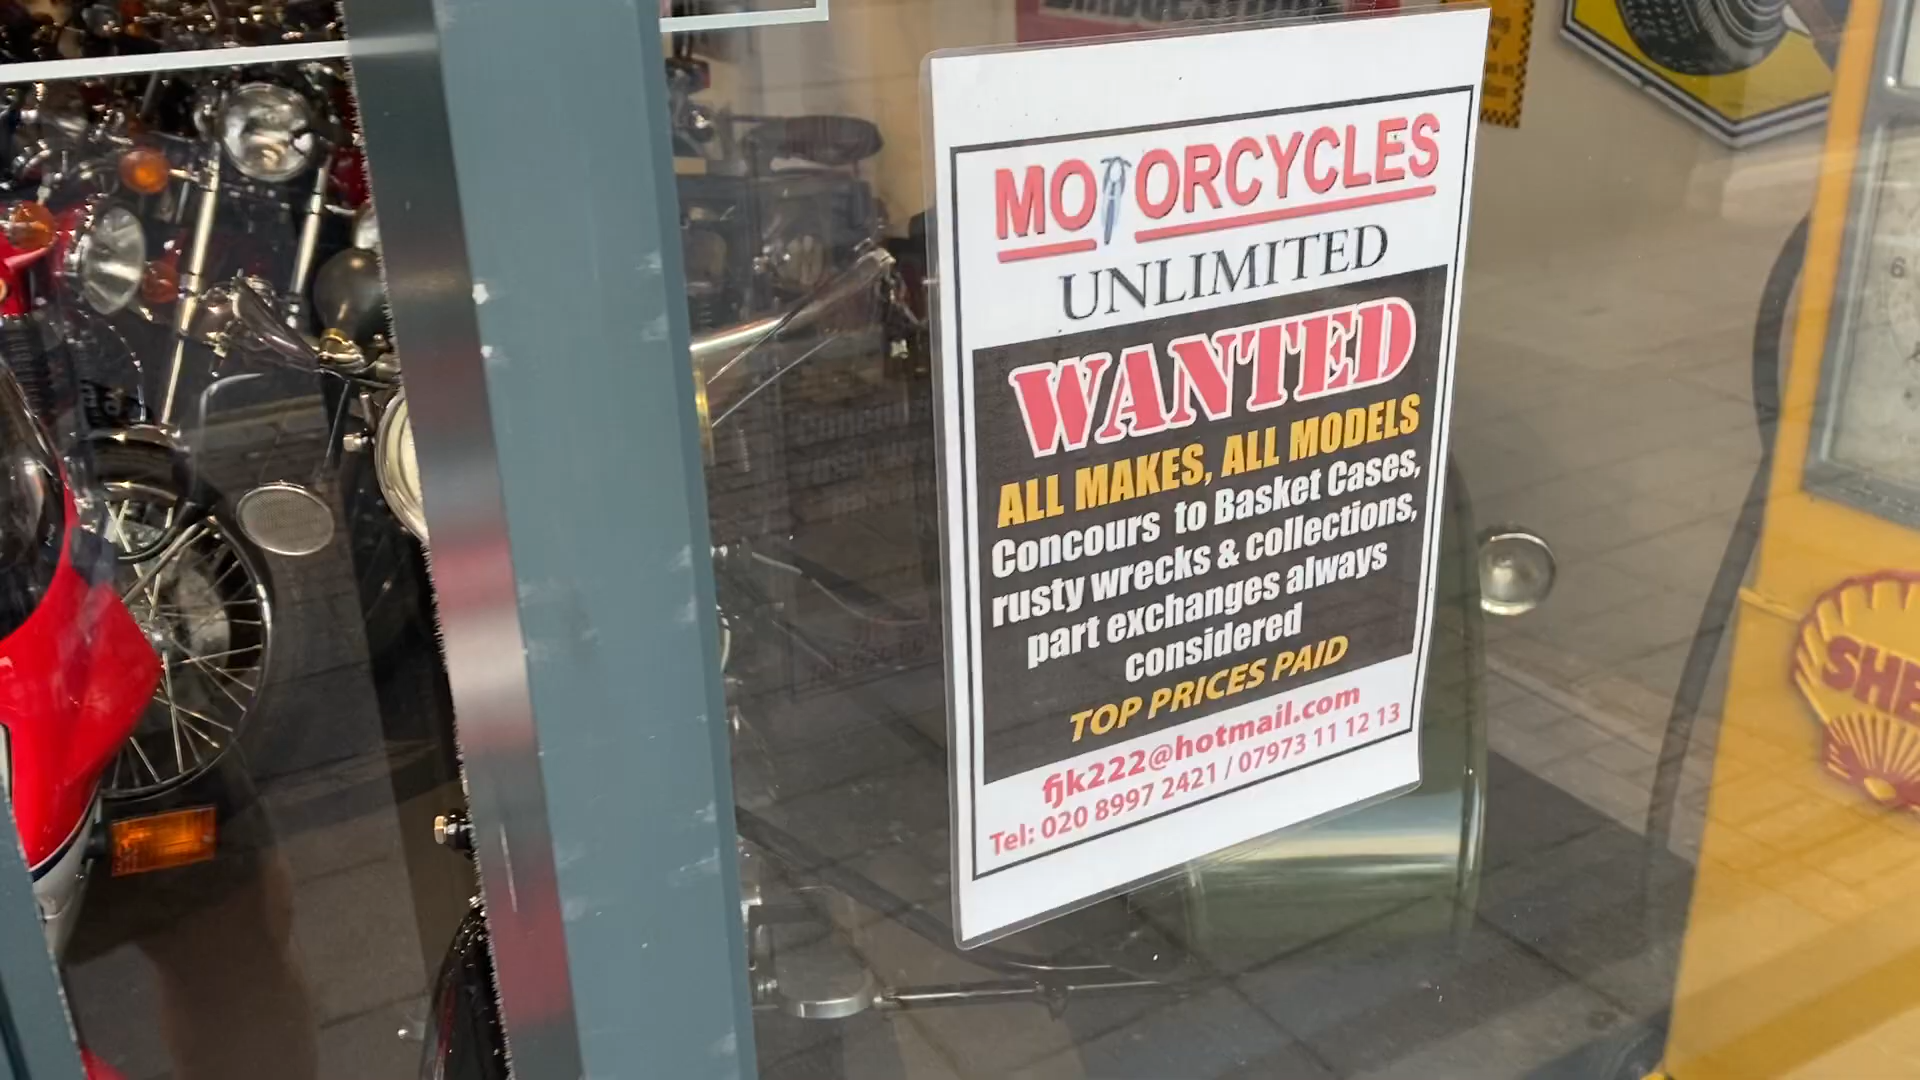 MOTORCYCLES
UNLIMITED
WANTED
ALL MAKES, ALL MODELS
Concours to Basket Cases,
rusty wrecks & collections,
part exchanges always
considered
TOP PRICES PAID
fjk222@hotmail.com
Tel: 020 8997 2421 / 07973 11 12 13